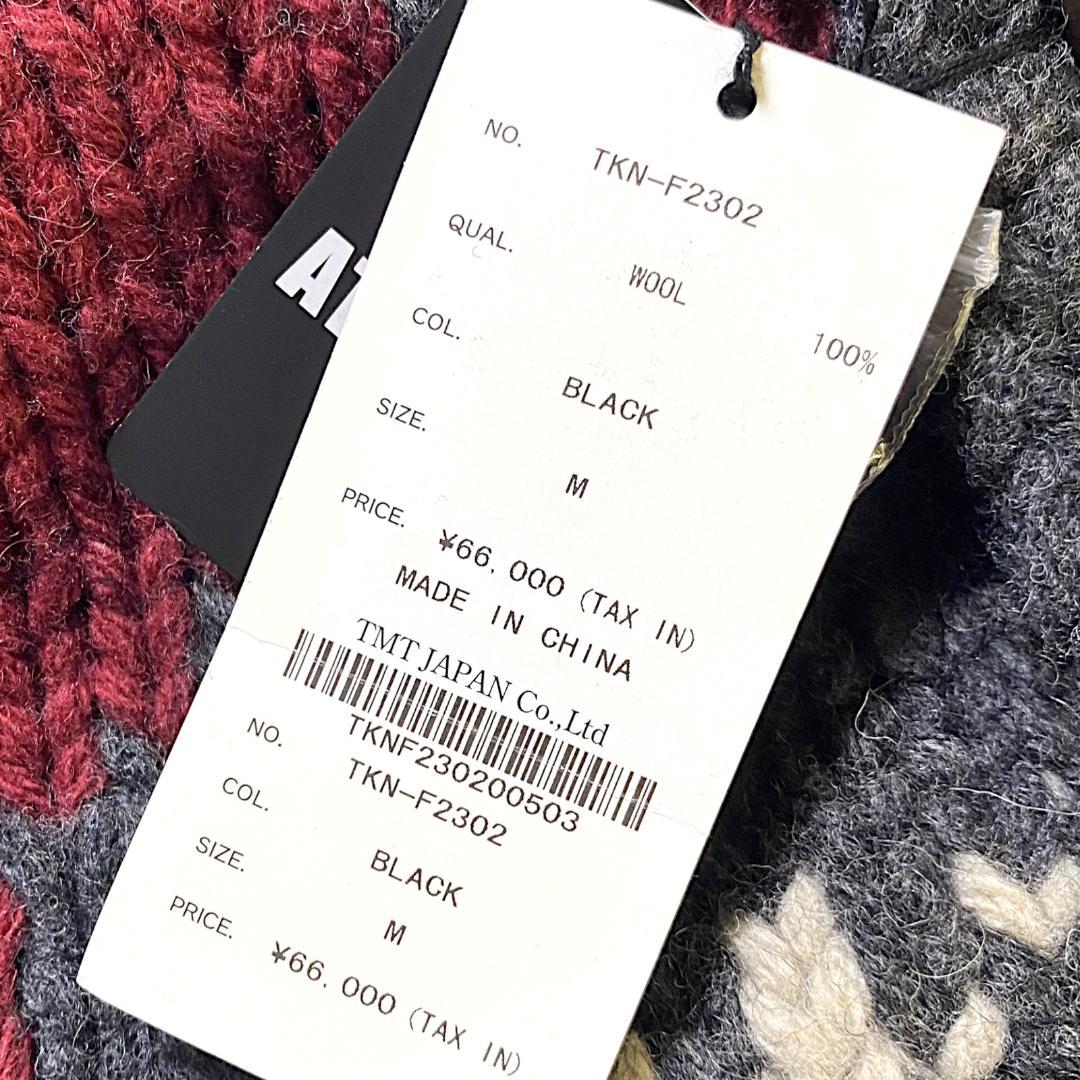 NO. TKN-F2302
QUAL. WOOL 100%
COL. BLACK
SIZE. M
PRICE. ¥66,000 (TAX IN)
MADE IN CHINA
TMT JAPAN Co.,Ltd
TKNF230200503
NO. TKN-F2302
COL. BLACK
SIZE. M
PRICE. ¥66,000 (TAX IN)